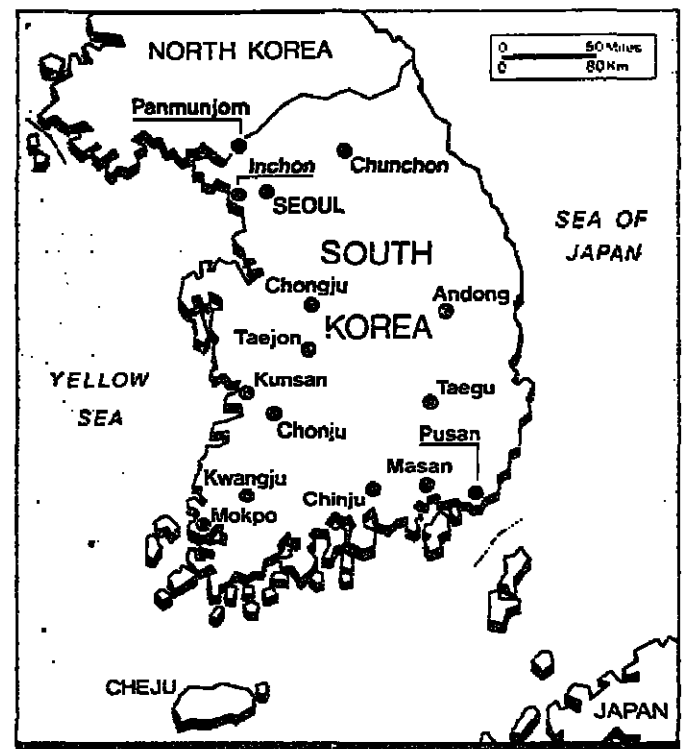 NORTH KOREA
0 50 Miles
0 80 Km
Panmunjom
Inchon
Chunchon
SEOUL
SEA OF
JAPAN
SOUTH
KOREA
Chongju
Andong
Taejon
YELLOW
SEA
Kunsan
Taegu
Chonju
Pusan
Masan
Kwangju
Chinju
Mokpo
CHEJU
JAPAN